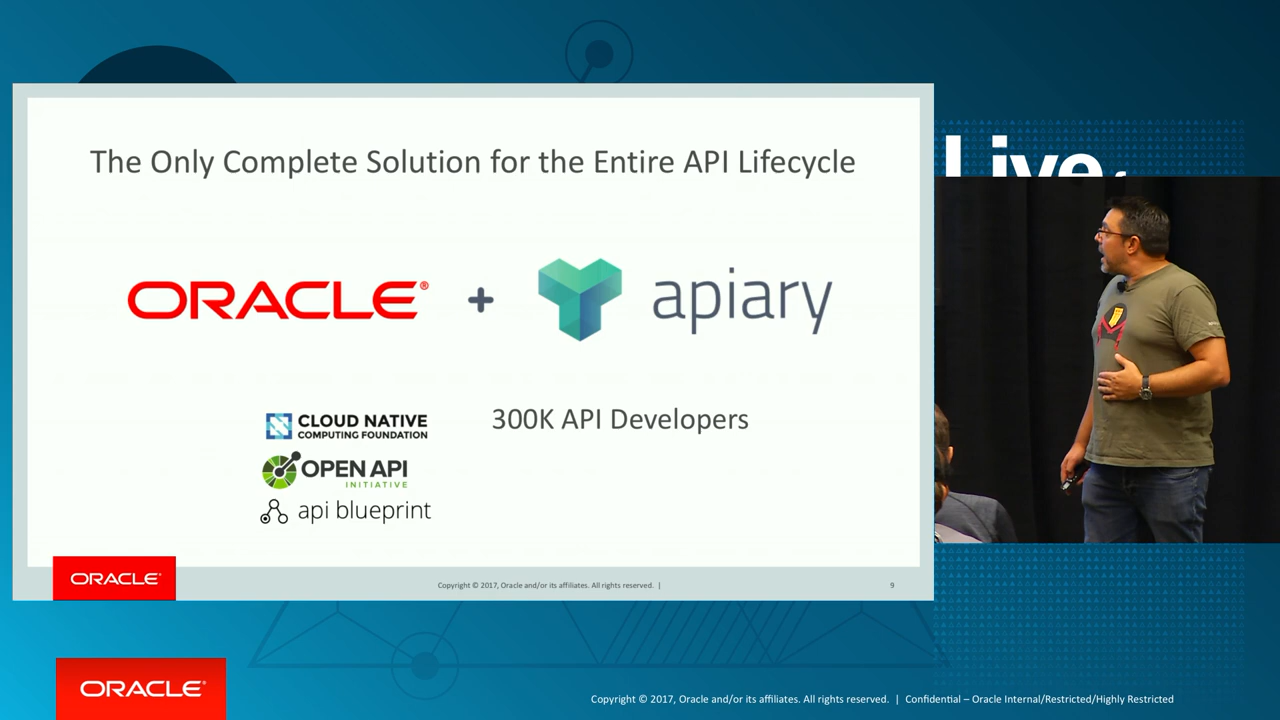 The Only Complete Solution for the Entire API Lifecycle
Live
ORACLE® + apiary
CLOUD NATIVE
COMPUTING FOUNDATION
300K API Developers
OPEN API
INITIATIVE
api blueprint
ORACLE®
Copyright © 2017, Oracle and/or its affiliates. All rights reserved. |
9
ORACLE®
Copyright © 2017, Oracle and/or its affiliates. All rights reserved. | Confidential – Oracle Internal/Restricted/Highly Restricted